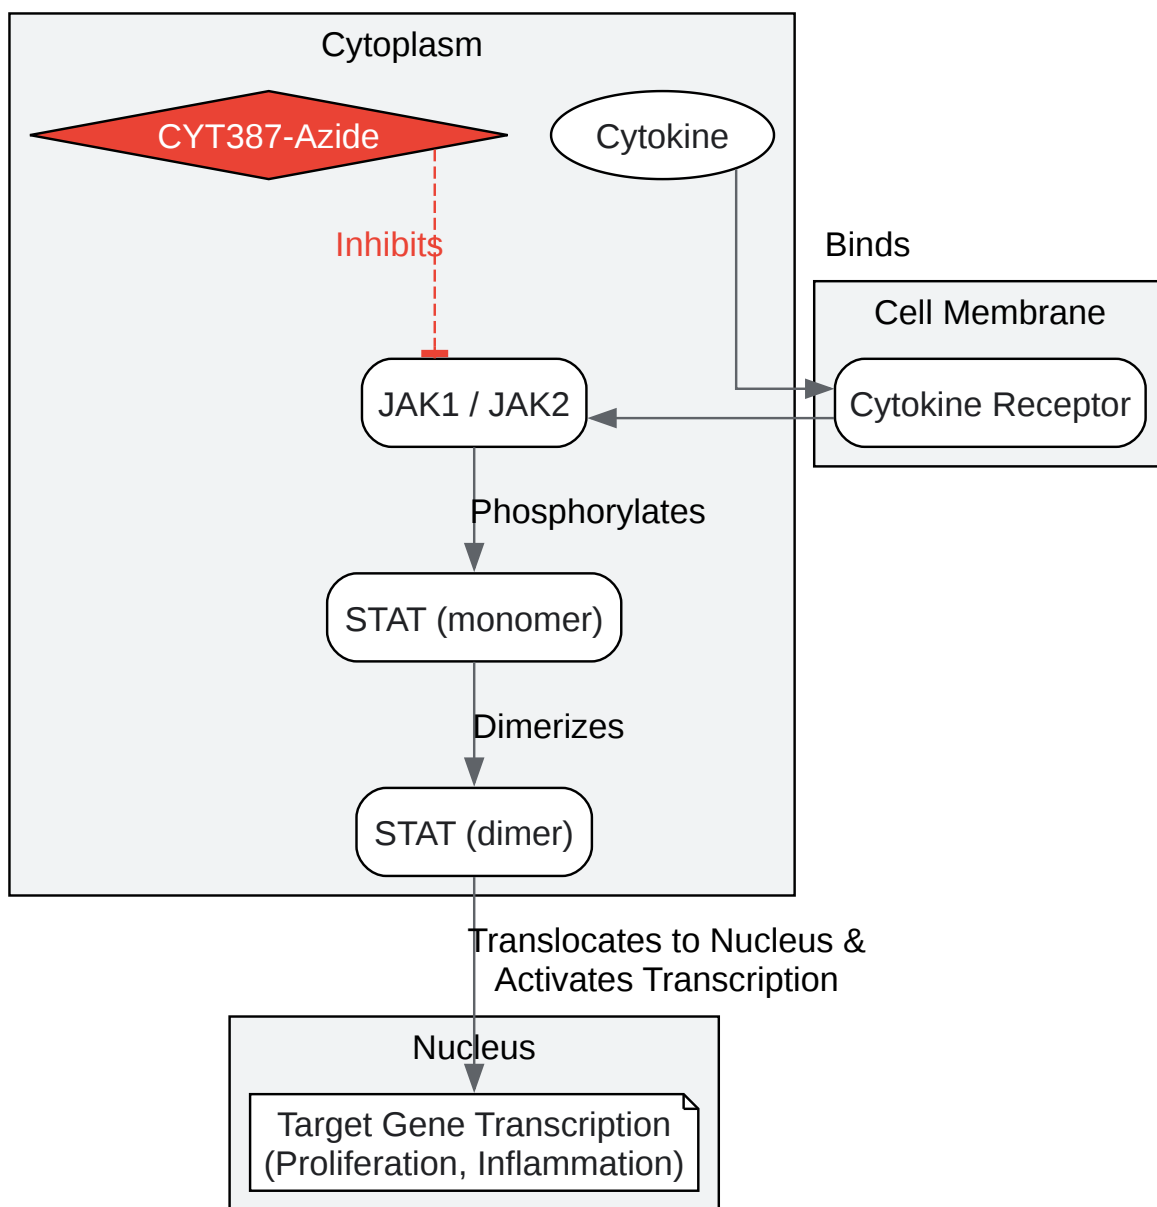 Cytoplasm
CYT387-Azide
Cytokine
Inhibits
Binds
Cell Membrane
JAK1 / JAK2
Cytokine Receptor
Phosphorylates
STAT (monomer)
Dimerizes
STAT (dimer)
Translocates to Nucleus &
Activates Transcription
Nucleus
Target Gene Transcription
(Proliferation, Inflammation)